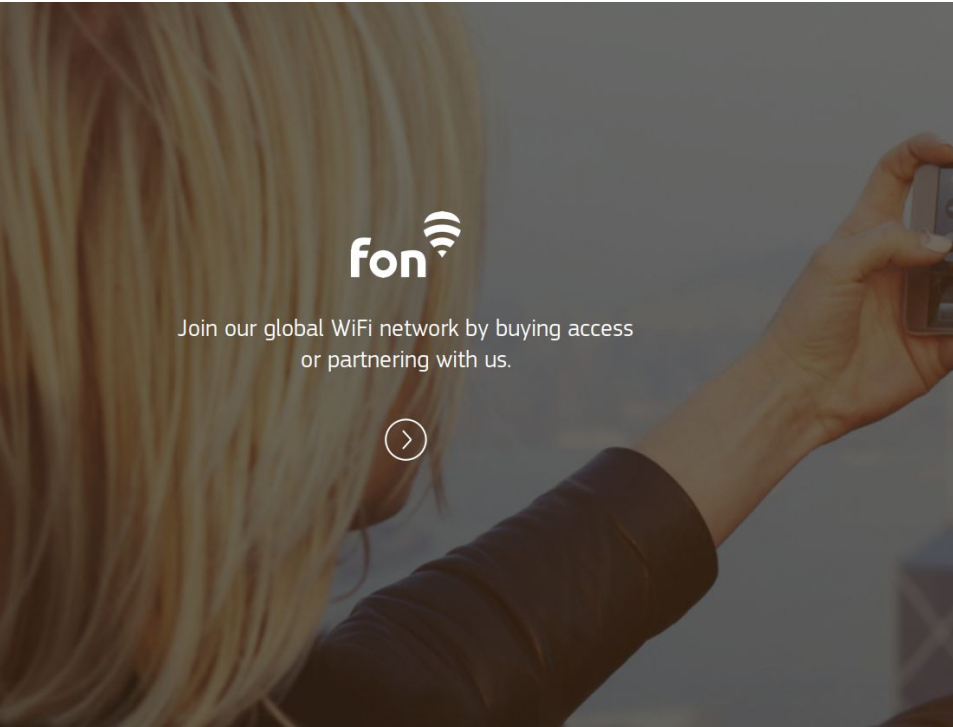 fon
Join our global WiFi network by buying access
or partnering with us.